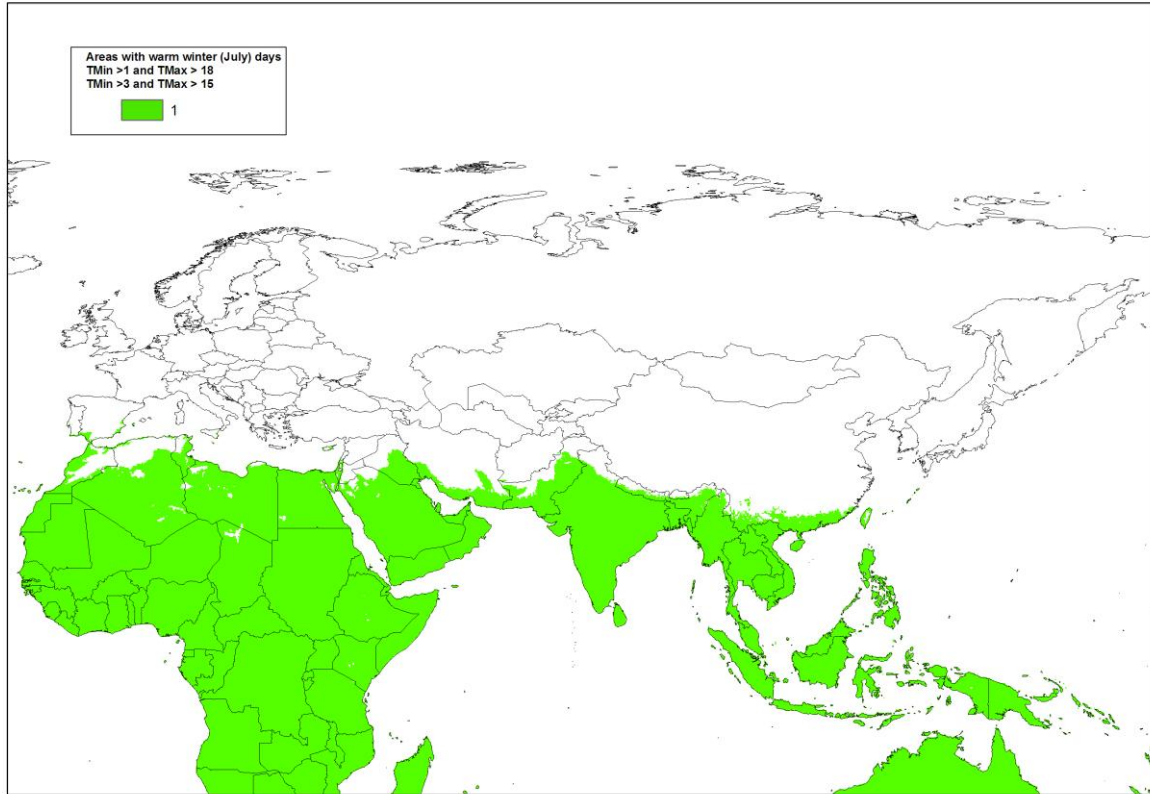 Areas with warm winter (July) days
TMin >1 and TMax > 18
TMin >3 and TMax > 15
1